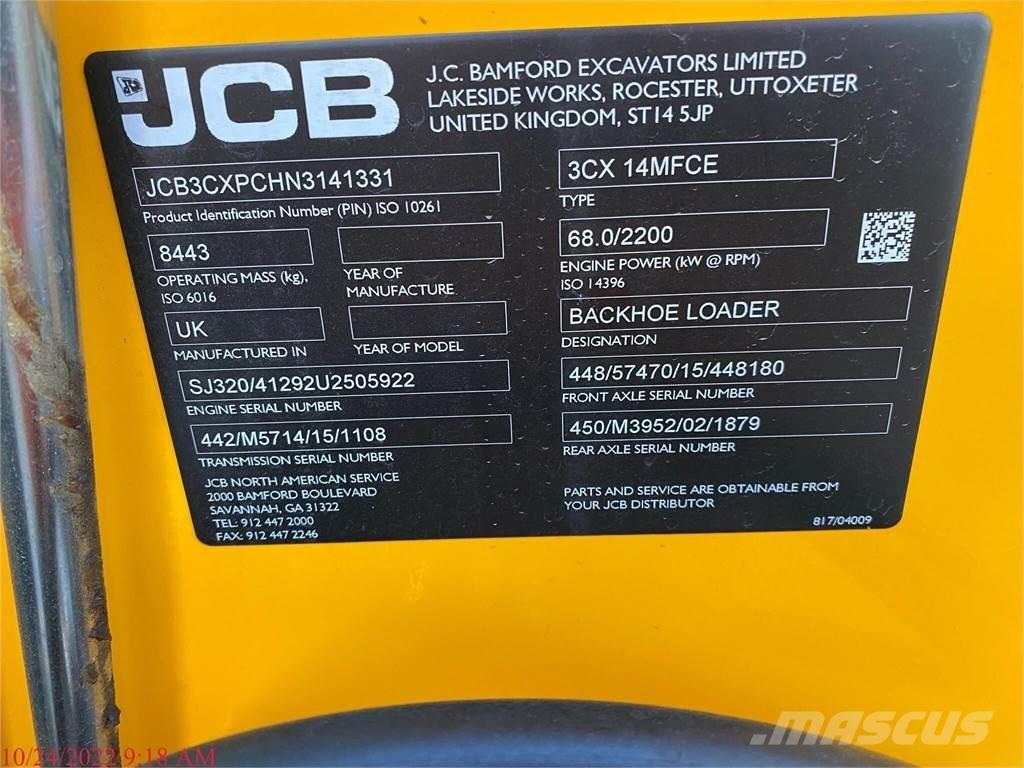 JCB
J.C. BAMFORD EXCAVATORS LIMITED
LAKESIDE WORKS, ROCESTER, UTTOXETER
UNITED KINGDOM, ST14 5JP
JCB3CXPCHN3141331
Product Identification Number (PIN) ISO 10261
3CX 14MFCE
TYPE
8443
OPERATING MASS (kg),
ISO 6016
YEAR OF
MANUFACTURE
68.0/2200
ENGINE POWER (kW @ RPM)
ISO 14396
UK
MANUFACTURED IN
YEAR OF MODEL
BACKHOE LOADER
DESIGNATION
SJ320/41292U2505922
ENGINE SERIAL NUMBER
448/57470/15/448180
FRONT AXLE SERIAL NUMBER
442/M5714/15/1108
TRANSMISSION SERIAL NUMBER
450/M3952/02/1879
REAR AXLE SERIAL NUMBER
JCB NORTH AMERICAN SERVICE
2000 BAMFORD BOULEVARD
SAVANNAH, GA 31322
TEL: 912 447 2000
FAX: 912 447 2246
PARTS AND SERVICE ARE OBTAINABLE FROM
YOUR JCB DISTRIBUTOR
817/04009
10/24/2022 9:18 AM
MASCUS